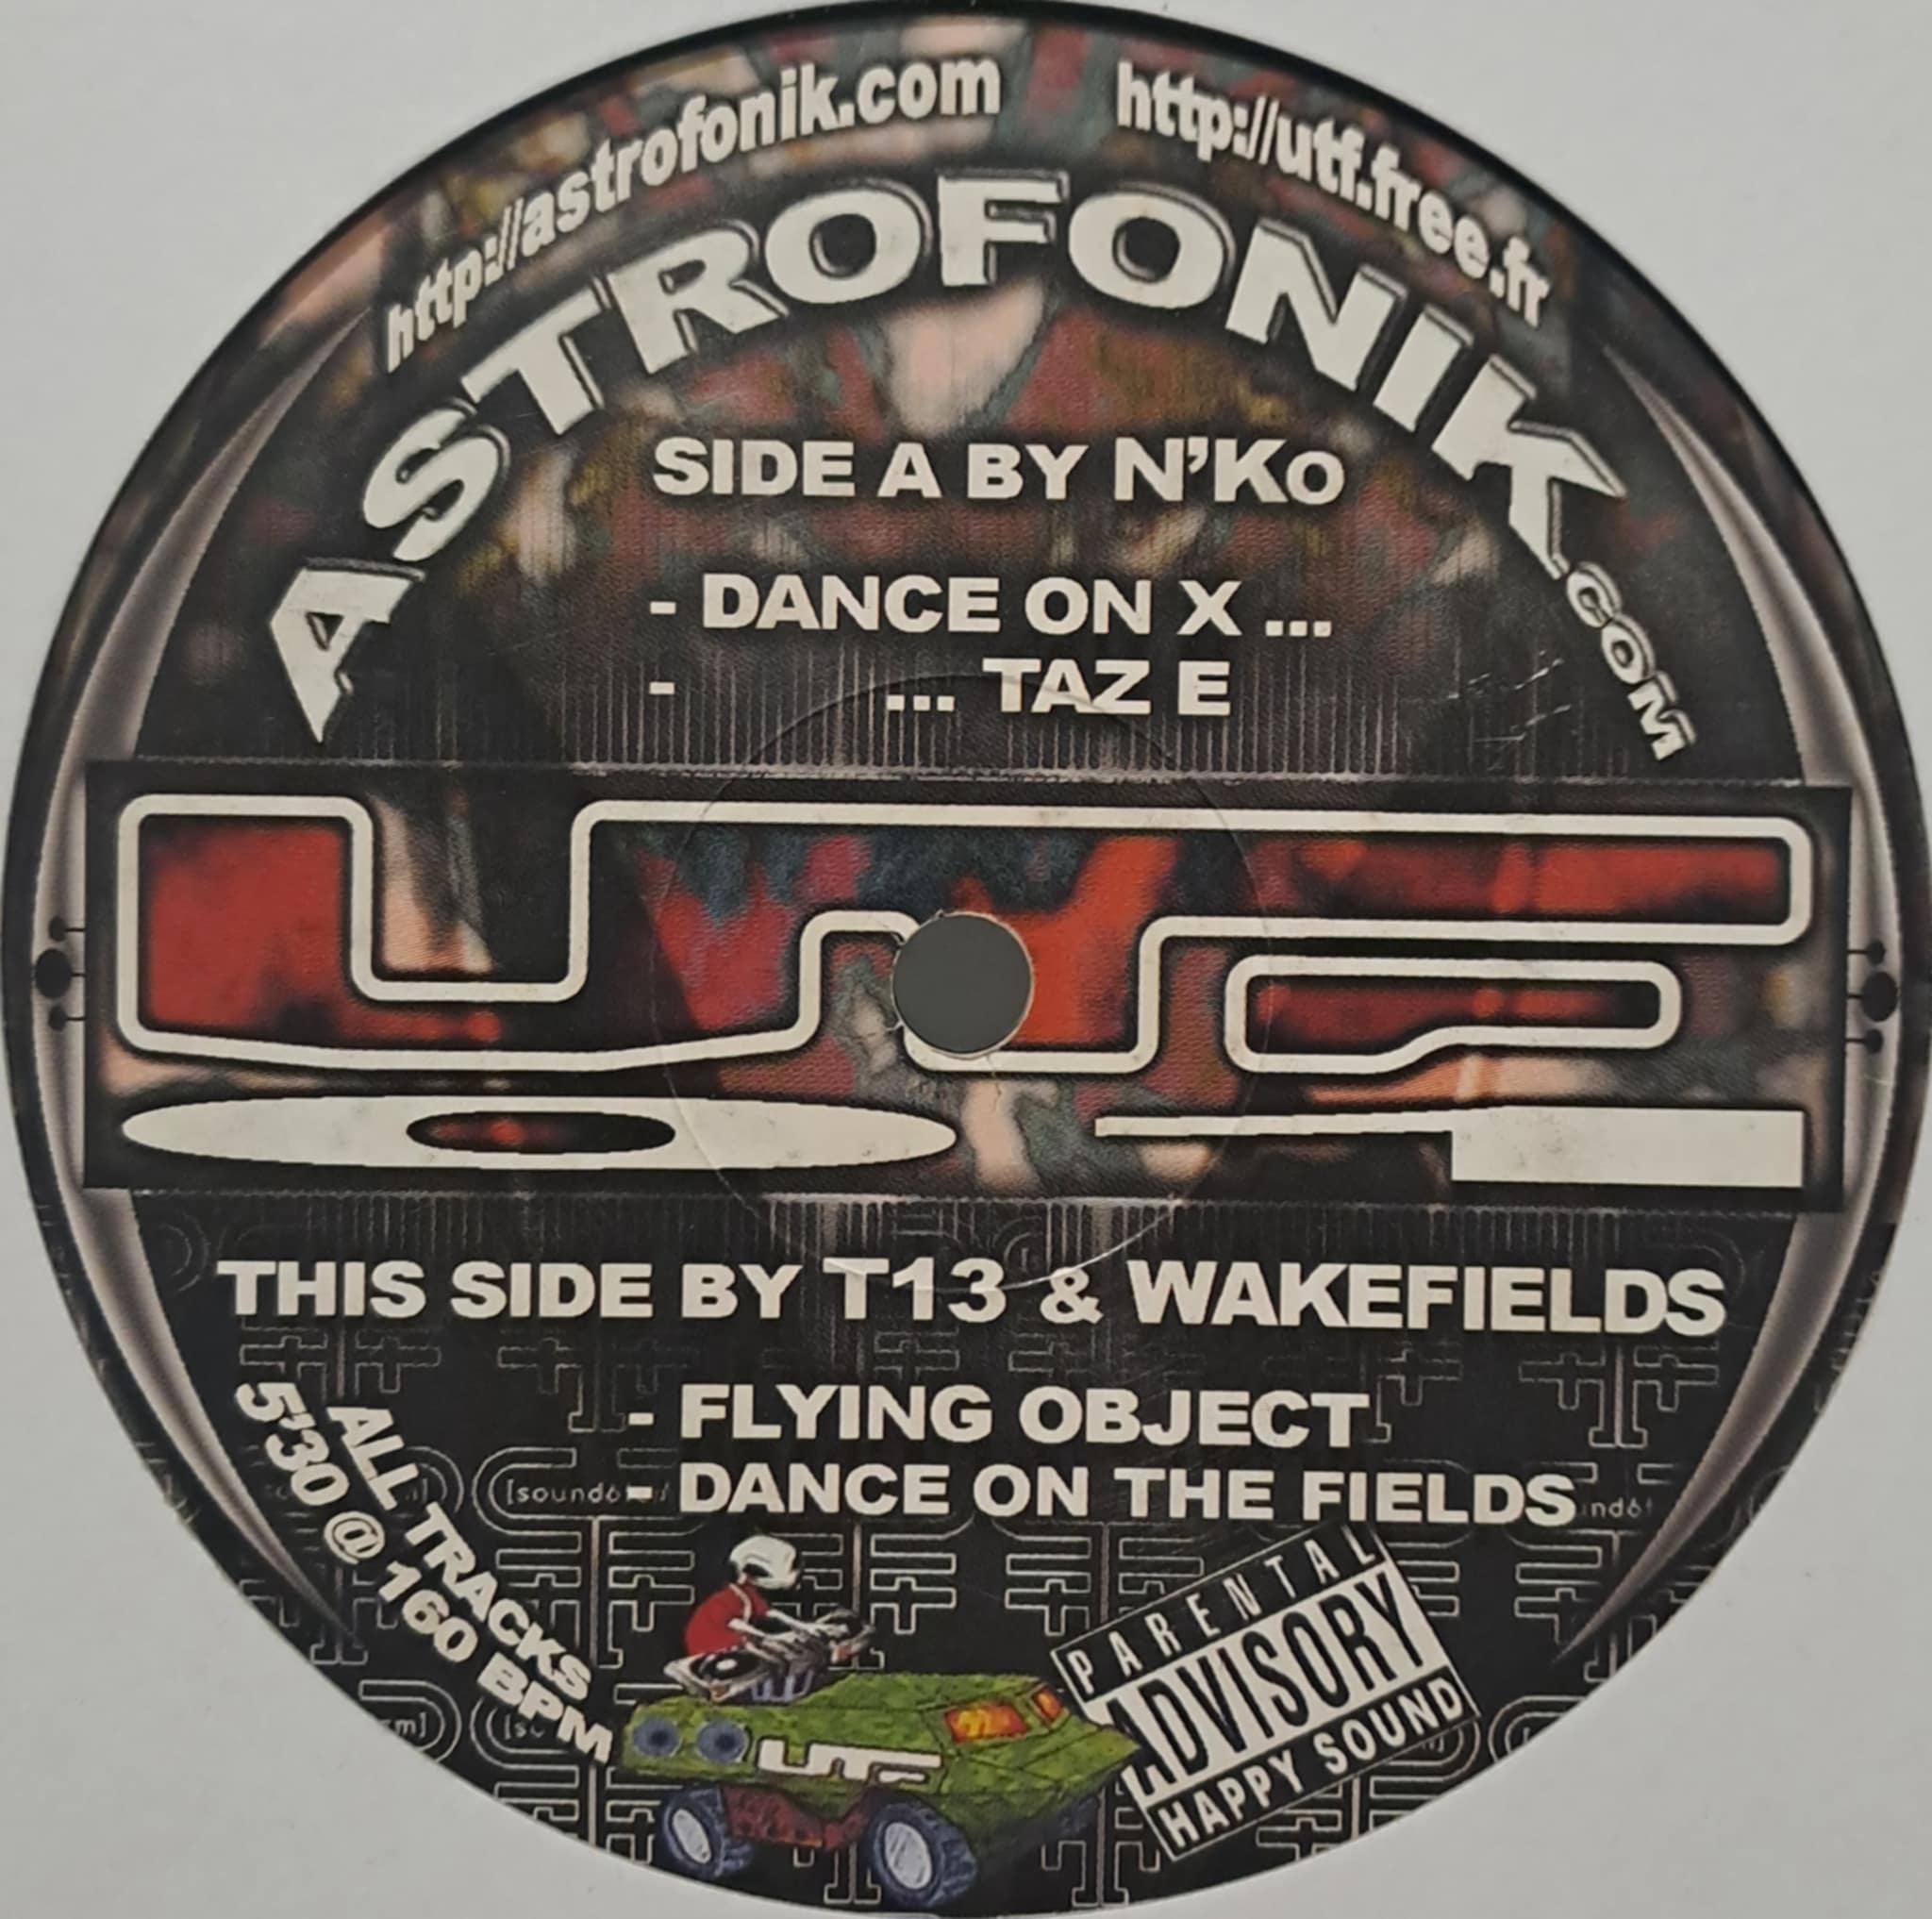 http://astrofonik.com
http://utf.free.fr
ASTROFONIK.COM
SIDE A BY N'KO
- DANCE ON X ...
- ... TAZ E
UTF
THIS SIDE BY T13 & WAKEFIELDS
- FLYING OBJECT
- DANCE ON THE FIELDS
ALL TRACKS
5'30 @ 160 BPM
UTF
PARENTAL
ADVISORY
HAPPY SOUND